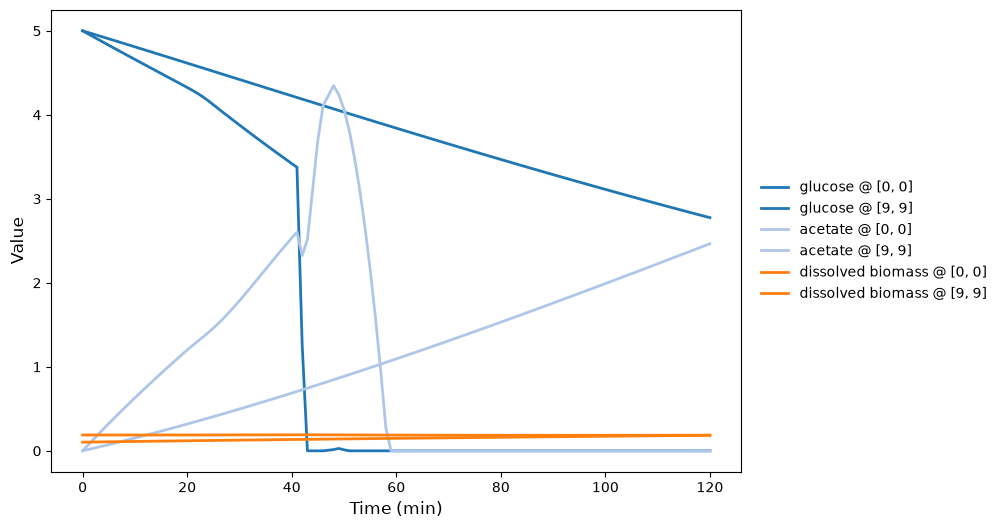 5
4
3
2
1
0
Value
0 20 40 60 80 100 120
Time (min)
glucose @ [0, 0]
glucose @ [9, 9]
acetate @ [0, 0]
acetate @ [9, 9]
dissolved biomass @ [0, 0]
dissolved biomass @ [9, 9]